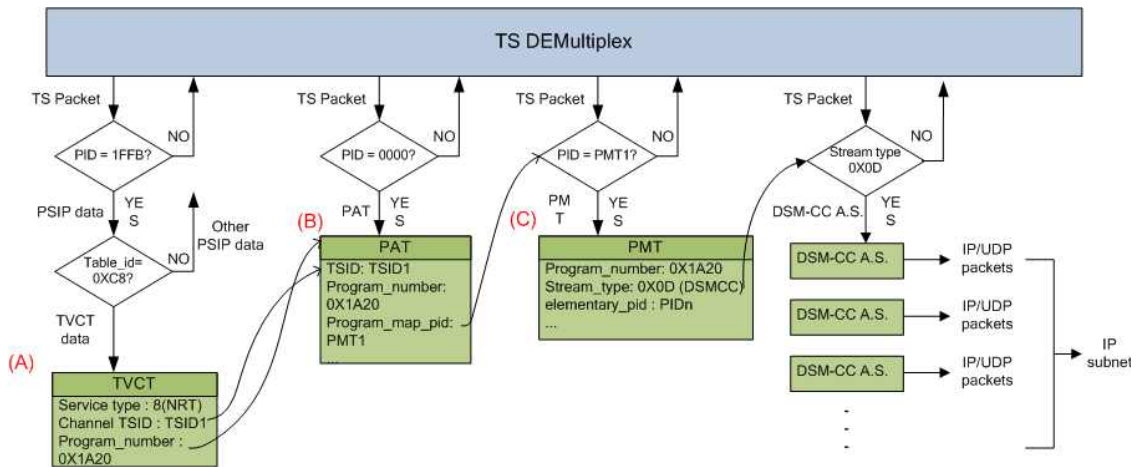 TS DEMultiplex
TS Packet
NO
PID = 1FFB?
PSIP data
YE
S
Other
PSIP data
NO
Table_id=
0XC8?
TVCT
data
(A)
TVCT
Service type : 8(NRT)
Channel TSID : TSID1
Program_number :
0X1A20
TS Packet
NO
PID = 0000?
PAT
YE
S
(B)
PAT
TSID: TSID1
Program_number:
0X1A20
Program_map_pid:
PMT1
...
TS Packet
NO
PID = PMT1?
PM
T
YE
S
(C)
PMT
Program_number: 0X1A20
Stream_type: 0X0D (DSMCC)
elementary_pid : PIDn
...
TS Packet
NO
Stream type
0X0D
DSM-CC A.S.
YE
S
DSM-CC A.S.
IP/UDP
packets
DSM-CC A.S.
IP/UDP
packets
DSM-CC A.S.
IP/UDP
packets
IP
subnet